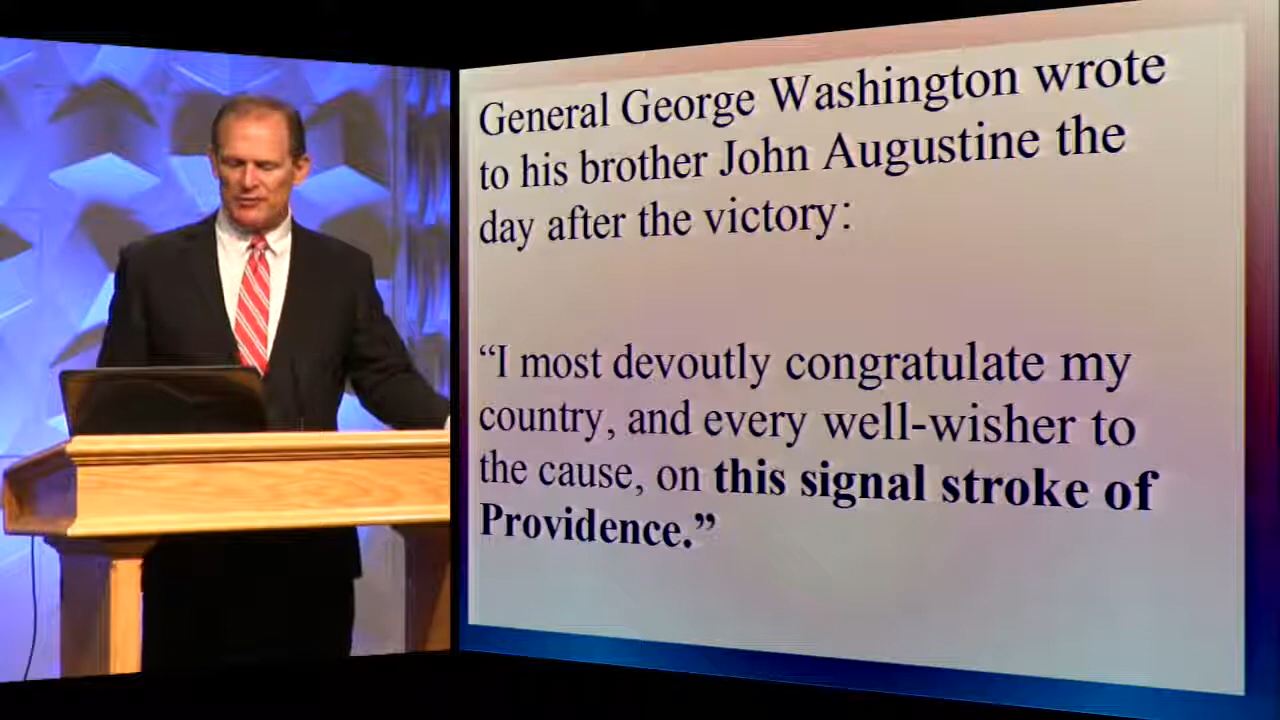 General George Washington wrote
to his brother John Augustine the
day after the victory:
“I most devoutly congratulate my
country, and every well-wisher to
the cause, on this signal stroke of
Providence.”